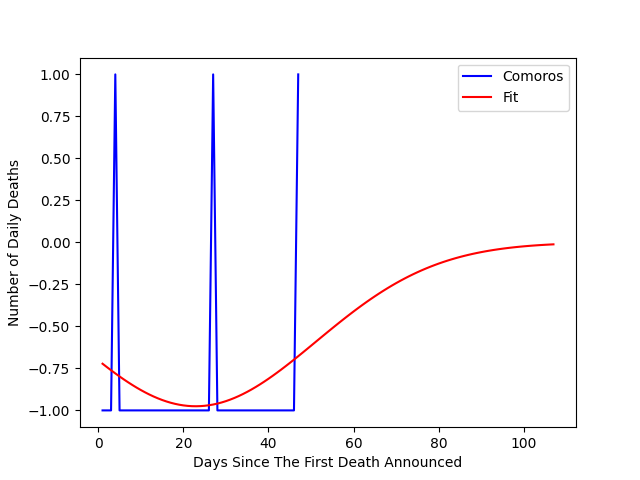 Comoros
Fit
1.00
0.75
0.50
0.25
0.00
−0.25
−0.50
−0.75
−1.00
Number of Daily Deaths
0 20 40 60 80 100
Days Since The First Death Announced